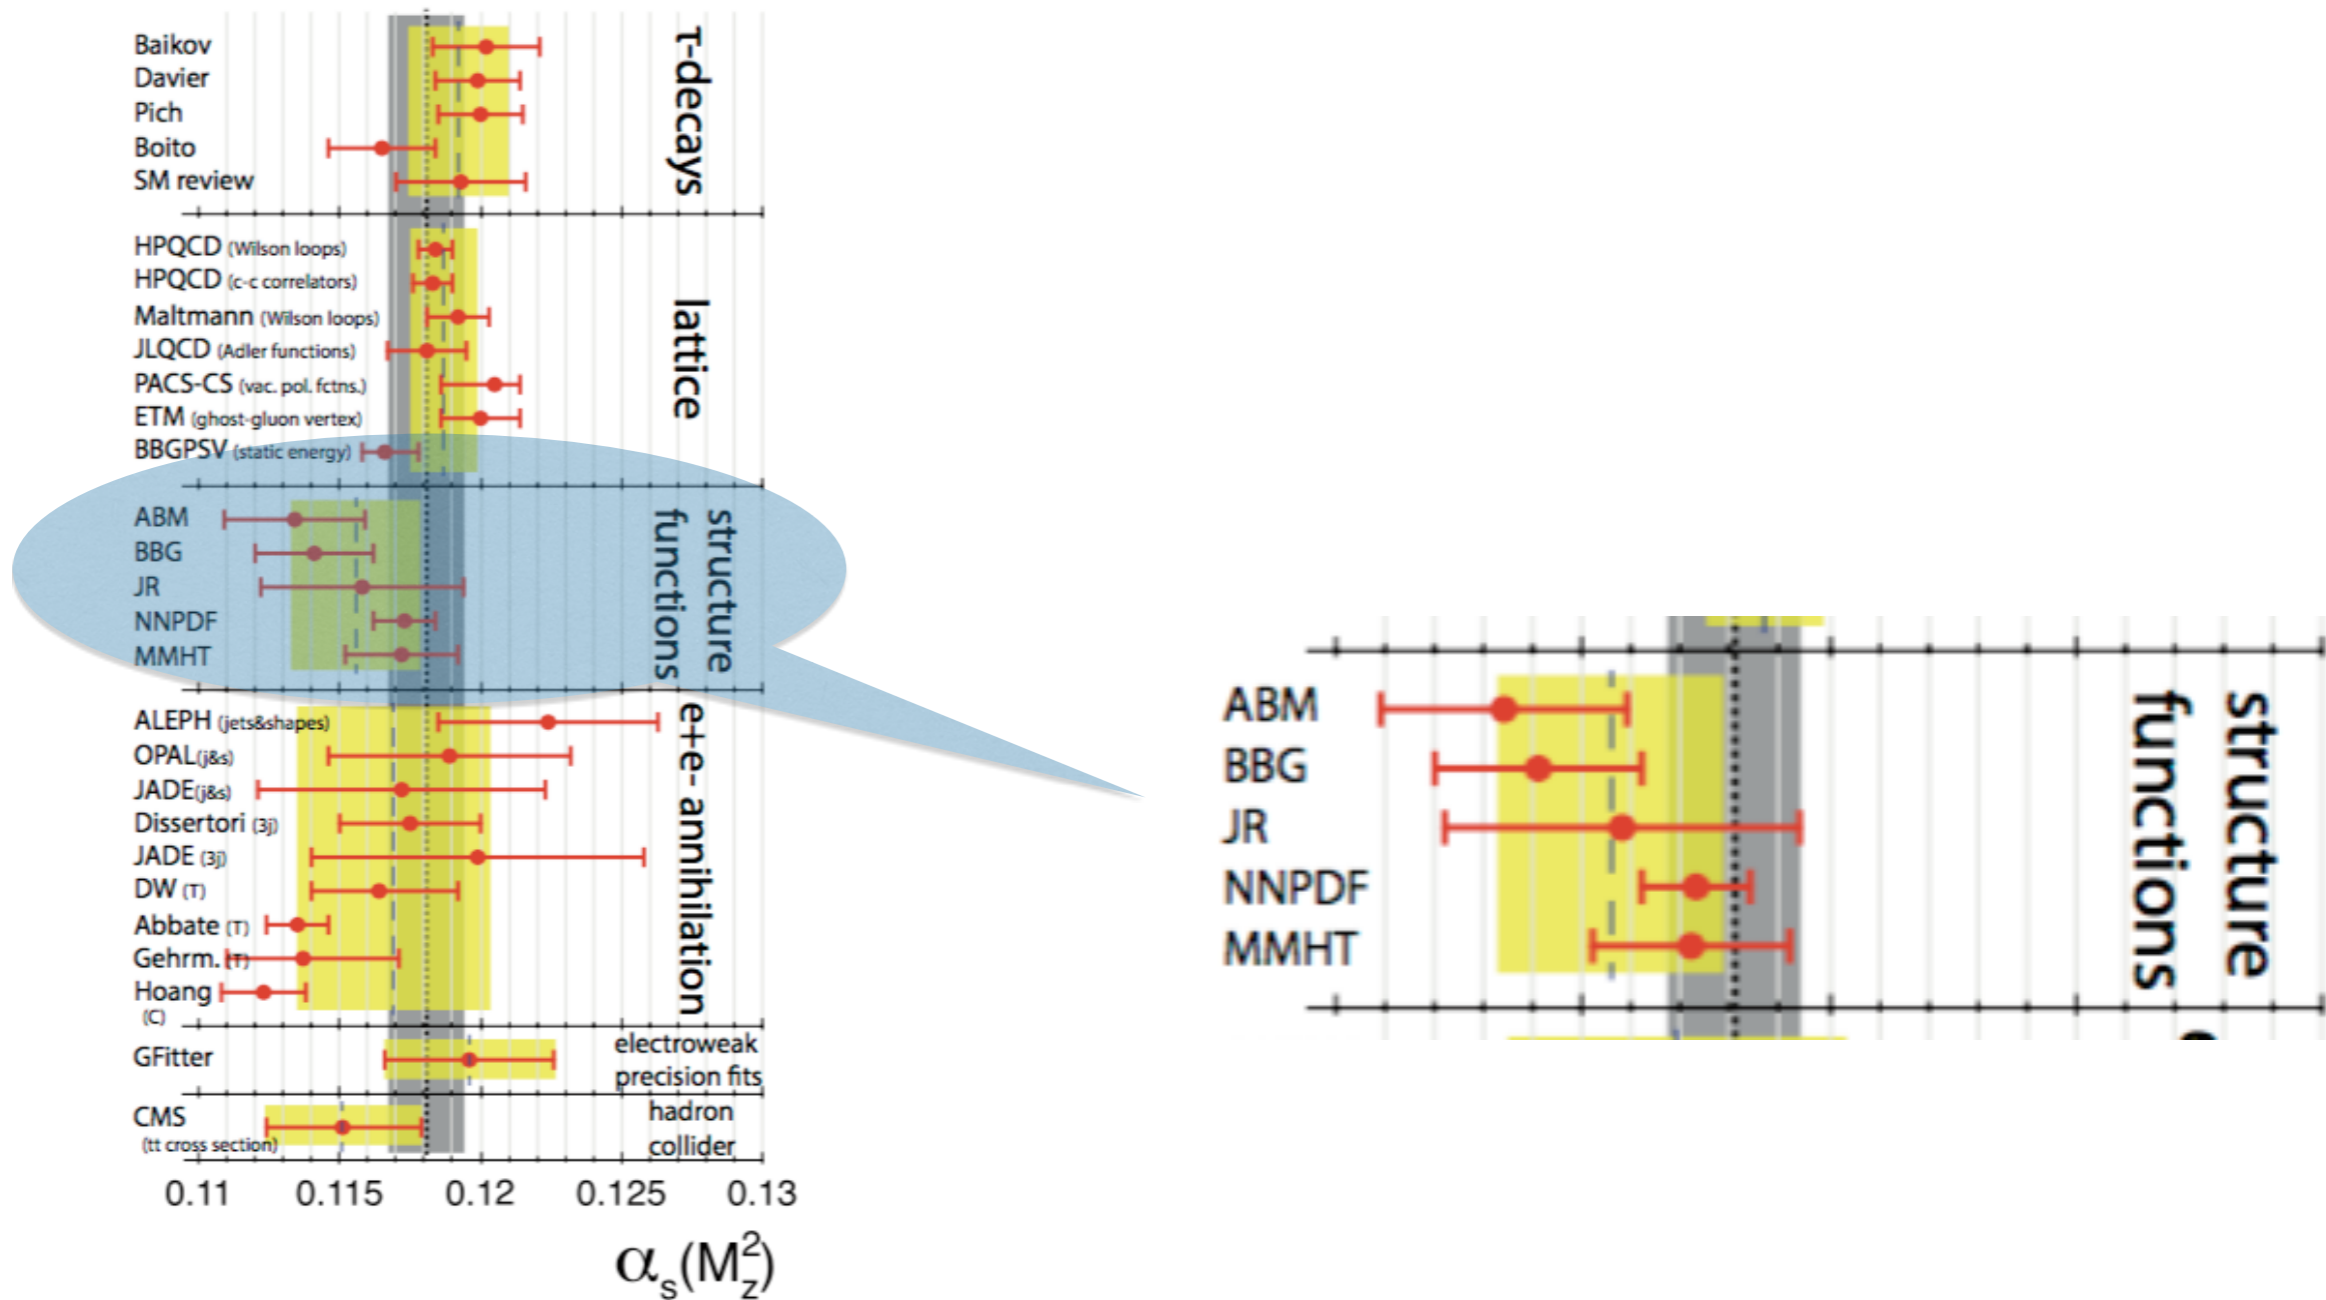 Baikov
Davier
Pich
Boito
SM review
τ-decays
HPQCD (Wilson loops)
HPQCD (c-c correlators)
Maltmann (Wilson loops)
JLQCD (Adler functions)
PACS-CS (vac. pol. fctns.)
ETM (ghost-gluon vertex)
BBGPSV (static energy)
lattice
ABM
BBG
JR
NNPDF
MMHT
structure
functions
ALEPH (jets&shapes)
OPAL(j&s)
JADE(j&s)
Dissertori (3j)
JADE (3j)
DW (T)
Abbate (T)
Gehrm. (T)
Hoang
(C)
e+e- annihilation
GFitter
electroweak
precision fits
CMS
(tt cross section)
hadron
collider
0.11 0.115 0.12 0.125 0.13
αs(M²z)
ABM
BBG
JR
NNPDF
MMHT
structure
functions